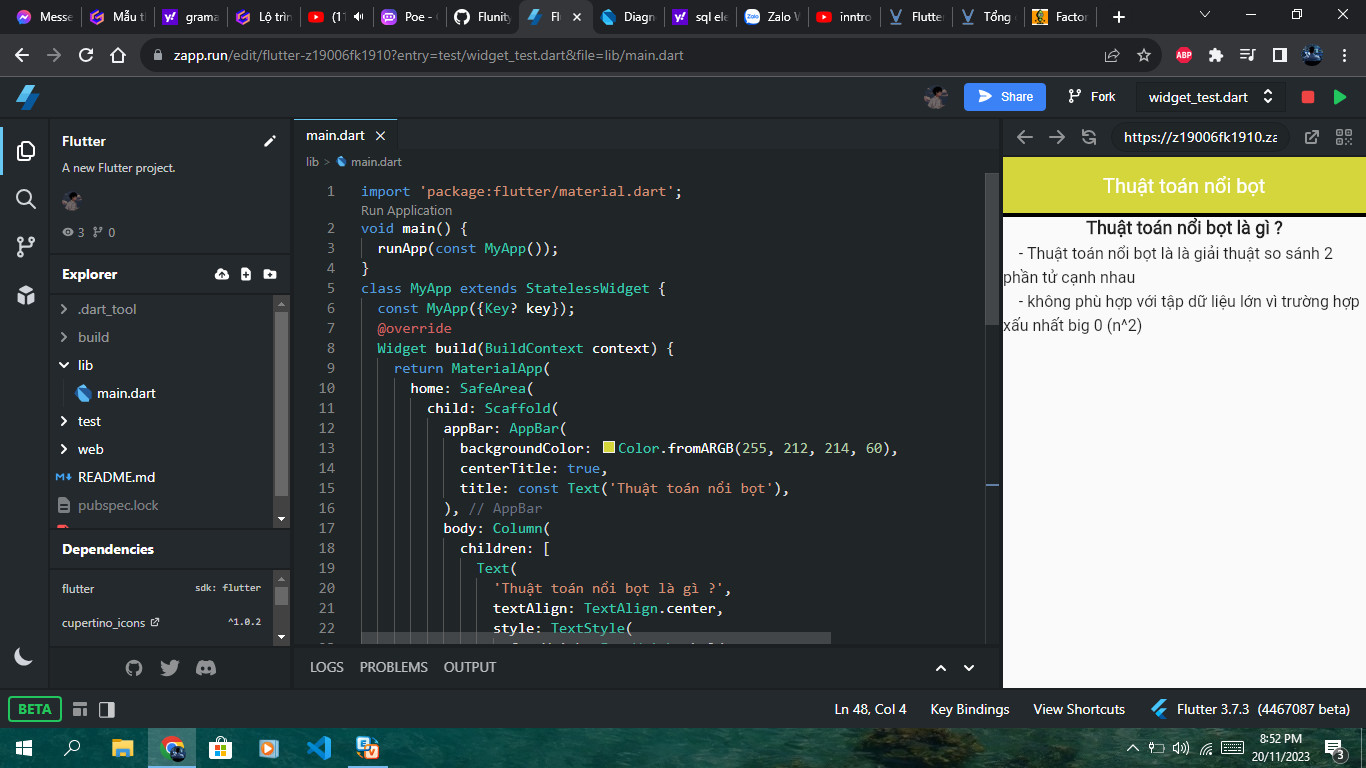 Messe
Mẫu t
grama
Lộ trìn
(1
Poe - (
Flunity
Fl
Diagn
sql ele
Zalo W
inntro
Flutte
Tổng
Factor
zapp.run/edit/flutter-z19006fk1910?entry=test/widget_test.dart&file=lib/main.dart
ABP
Share
Fork
widget_test.dart
Flutter
A new Flutter project.
3
0
Explorer
.dart_tool
build
lib
main.dart
test
web
README.md
pubspec.lock
Dependencies
flutter
sdk: flutter
cupertino_icons
^1.0.2
main.dart
lib > main.dart
1 import 'package:flutter/material.dart';
Run Application
2 void main() {
3 runApp(const MyApp());
4 }
5 class MyApp extends StatelessWidget {
6 const MyApp({Key? key});
7 @override
8 Widget build(BuildContext context) {
9 return MaterialApp(
10 home: SafeArea(
11 child: Scaffold(
12 appBar: AppBar(
13 backgroundColor: Color.fromARGB(255, 212, 214, 60),
14 centerTitle: true,
15 title: const Text('Thuật toán nổi bọt'),
16 ), // AppBar
17 body: Column(
18 children: [
19 Text(
20 'Thuật toán nổi bọt là gì ?',
21 textAlign: TextAlign.center,
22 style: TextStyle(
LOGS
PROBLEMS
OUTPUT
https://z19006fk1910.za
Thuật toán nổi bọt
Thuật toán nổi bọt là gì ?
- Thuật toán nổi bọt là là giải thuật so sánh 2
phần tử cạnh nhau
- không phù hợp với tập dữ liệu lớn vì trường hợp
xấu nhất big 0 (n^2)
BETA
Ln 48, Col 4
Key Bindings
View Shortcuts
Flutter 3.7.3 (4467087 beta)
8:52 PM
20/11/2023
3